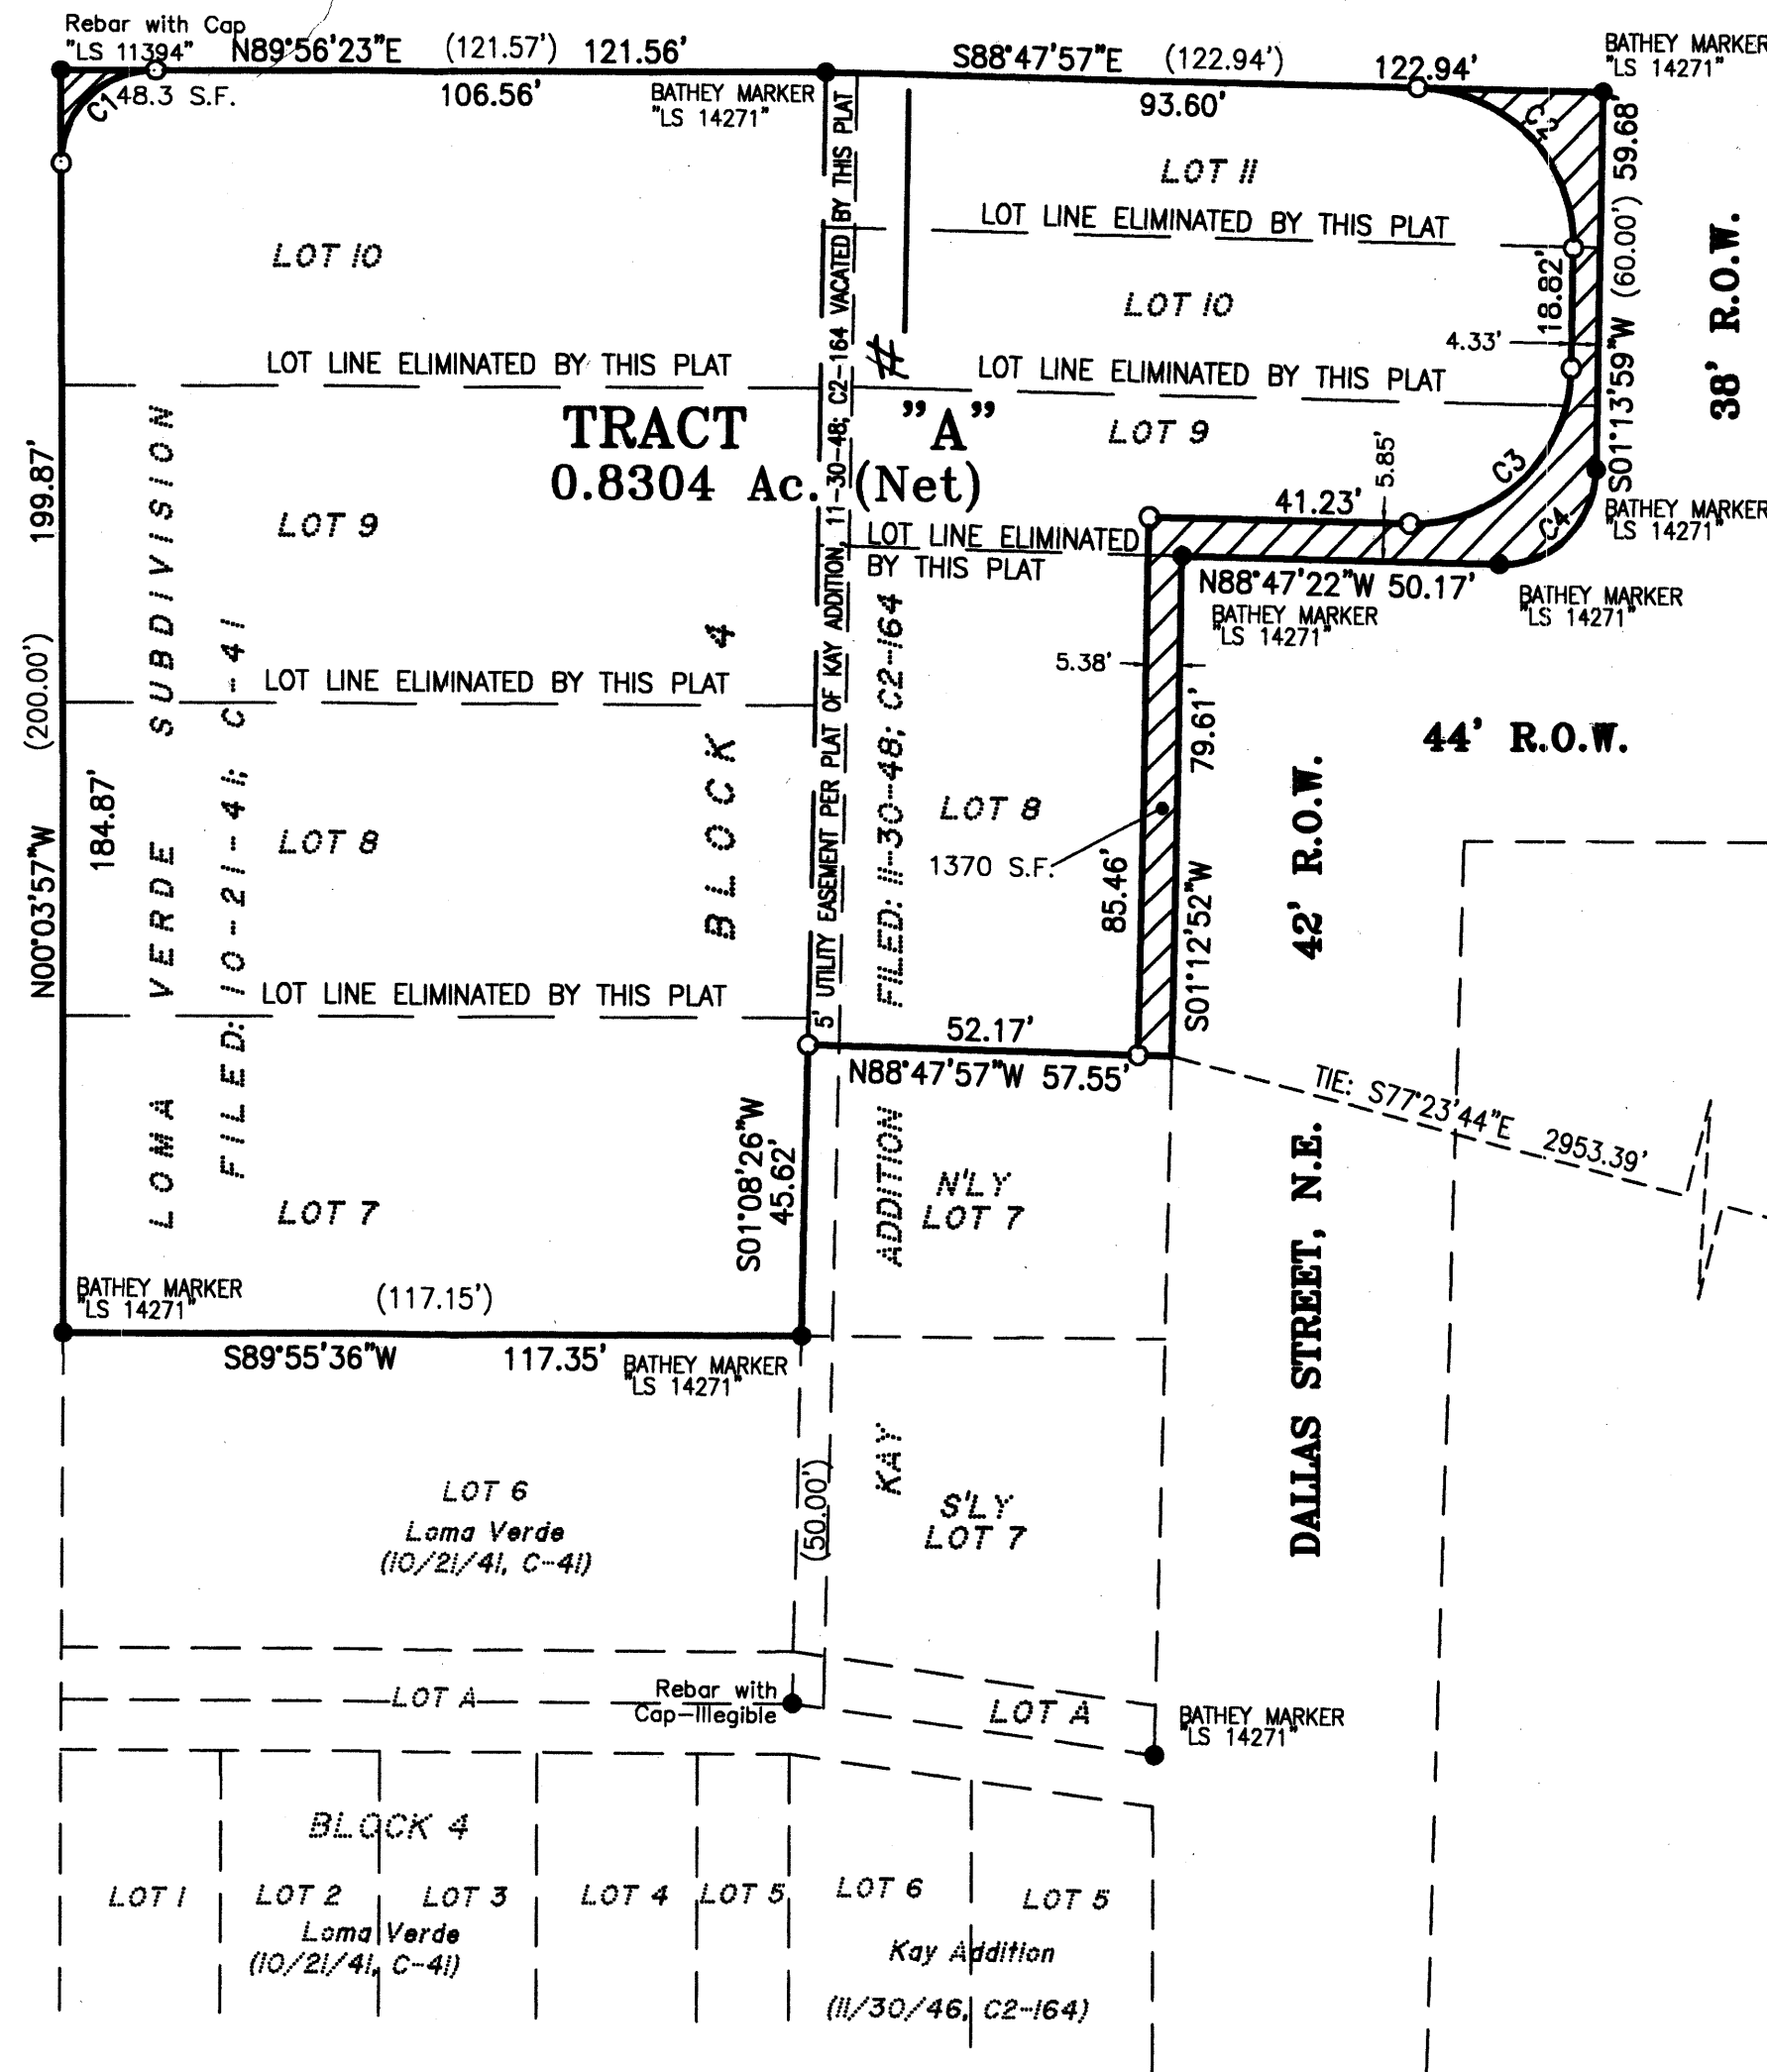 Rebar with Cap
"LS 11394"
N89°56'23"E (121.57') 121.56'
S88°47'57"E (122.94') 122.94'
BATHEY MARKER
"LS 14271"
C1
48.3 S.F.
106.56'
BATHEY MARKER
"LS 14271"
93.60'
C2
59.68'
LOT 11
LOT LINE ELIMINATED BY THIS PLAT
LOT 10
LOT 10
18.82'
4.33'
S01°13'59"W (60.00')
38' R.O.W.
LOT LINE ELIMINATED BY THIS PLAT
LOT LINE ELIMINATED BY THIS PLAT
TRACT "A"
0.8304 Ac. (Net)
LOT 9
5.85'
C3
41.23'
C4
BATHEY MARKER
"LS 14271"
199.87'
(200.00')
N00°03'57"W
184.87'
LOT 9
LOT LINE ELIMINATED
BY THIS PLAT
N88°47'22"W 50.17'
BATHEY MARKER
"LS 14271"
BATHEY MARKER
"LS 14271"
5' UTILITY EASEMENT PER PLAT OF KAY ADDITION, 11-30-48; C2-164 VACATED BY THIS PLAT
LOMA VERDE SUBDIVISION
FILED: 10-21-41; C-41
BLOCK 4
KAY ADDITION
FILED: 11-30-48; C2-164
LOT LINE ELIMINATED BY THIS PLAT
5.38'
79.61'
44' R.O.W.
LOT 8
LOT 8
1370 S.F.
85.46'
S01°12'52"W
42' R.O.W.
DALLAS STREET, N.E.
LOT LINE ELIMINATED BY THIS PLAT
52.17'
N88°47'57"W 57.55'
TIE: S77°23'44"E 2953.39'
S01°08'26"W
45.62'
LOT 7
N'LY
LOT 7
BATHEY MARKER
"LS 14271"
(117.15')
S89°55'36"W 117.35'
BATHEY MARKER
"LS 14271"
LOT 6
Loma Verde
(10/21/41, C-41)
(50.00')
S'LY
LOT 7
LOT A
Rebar with
Cap-Illegible
LOT A
BATHEY MARKER
"LS 14271"
BLOCK 4
LOT 1 LOT 2 LOT 3 LOT 4 LOT 5 LOT 6 LOT 5
Loma Verde
(10/21/41, C-41)
Kay Addition
(11/30/46, C2-164)